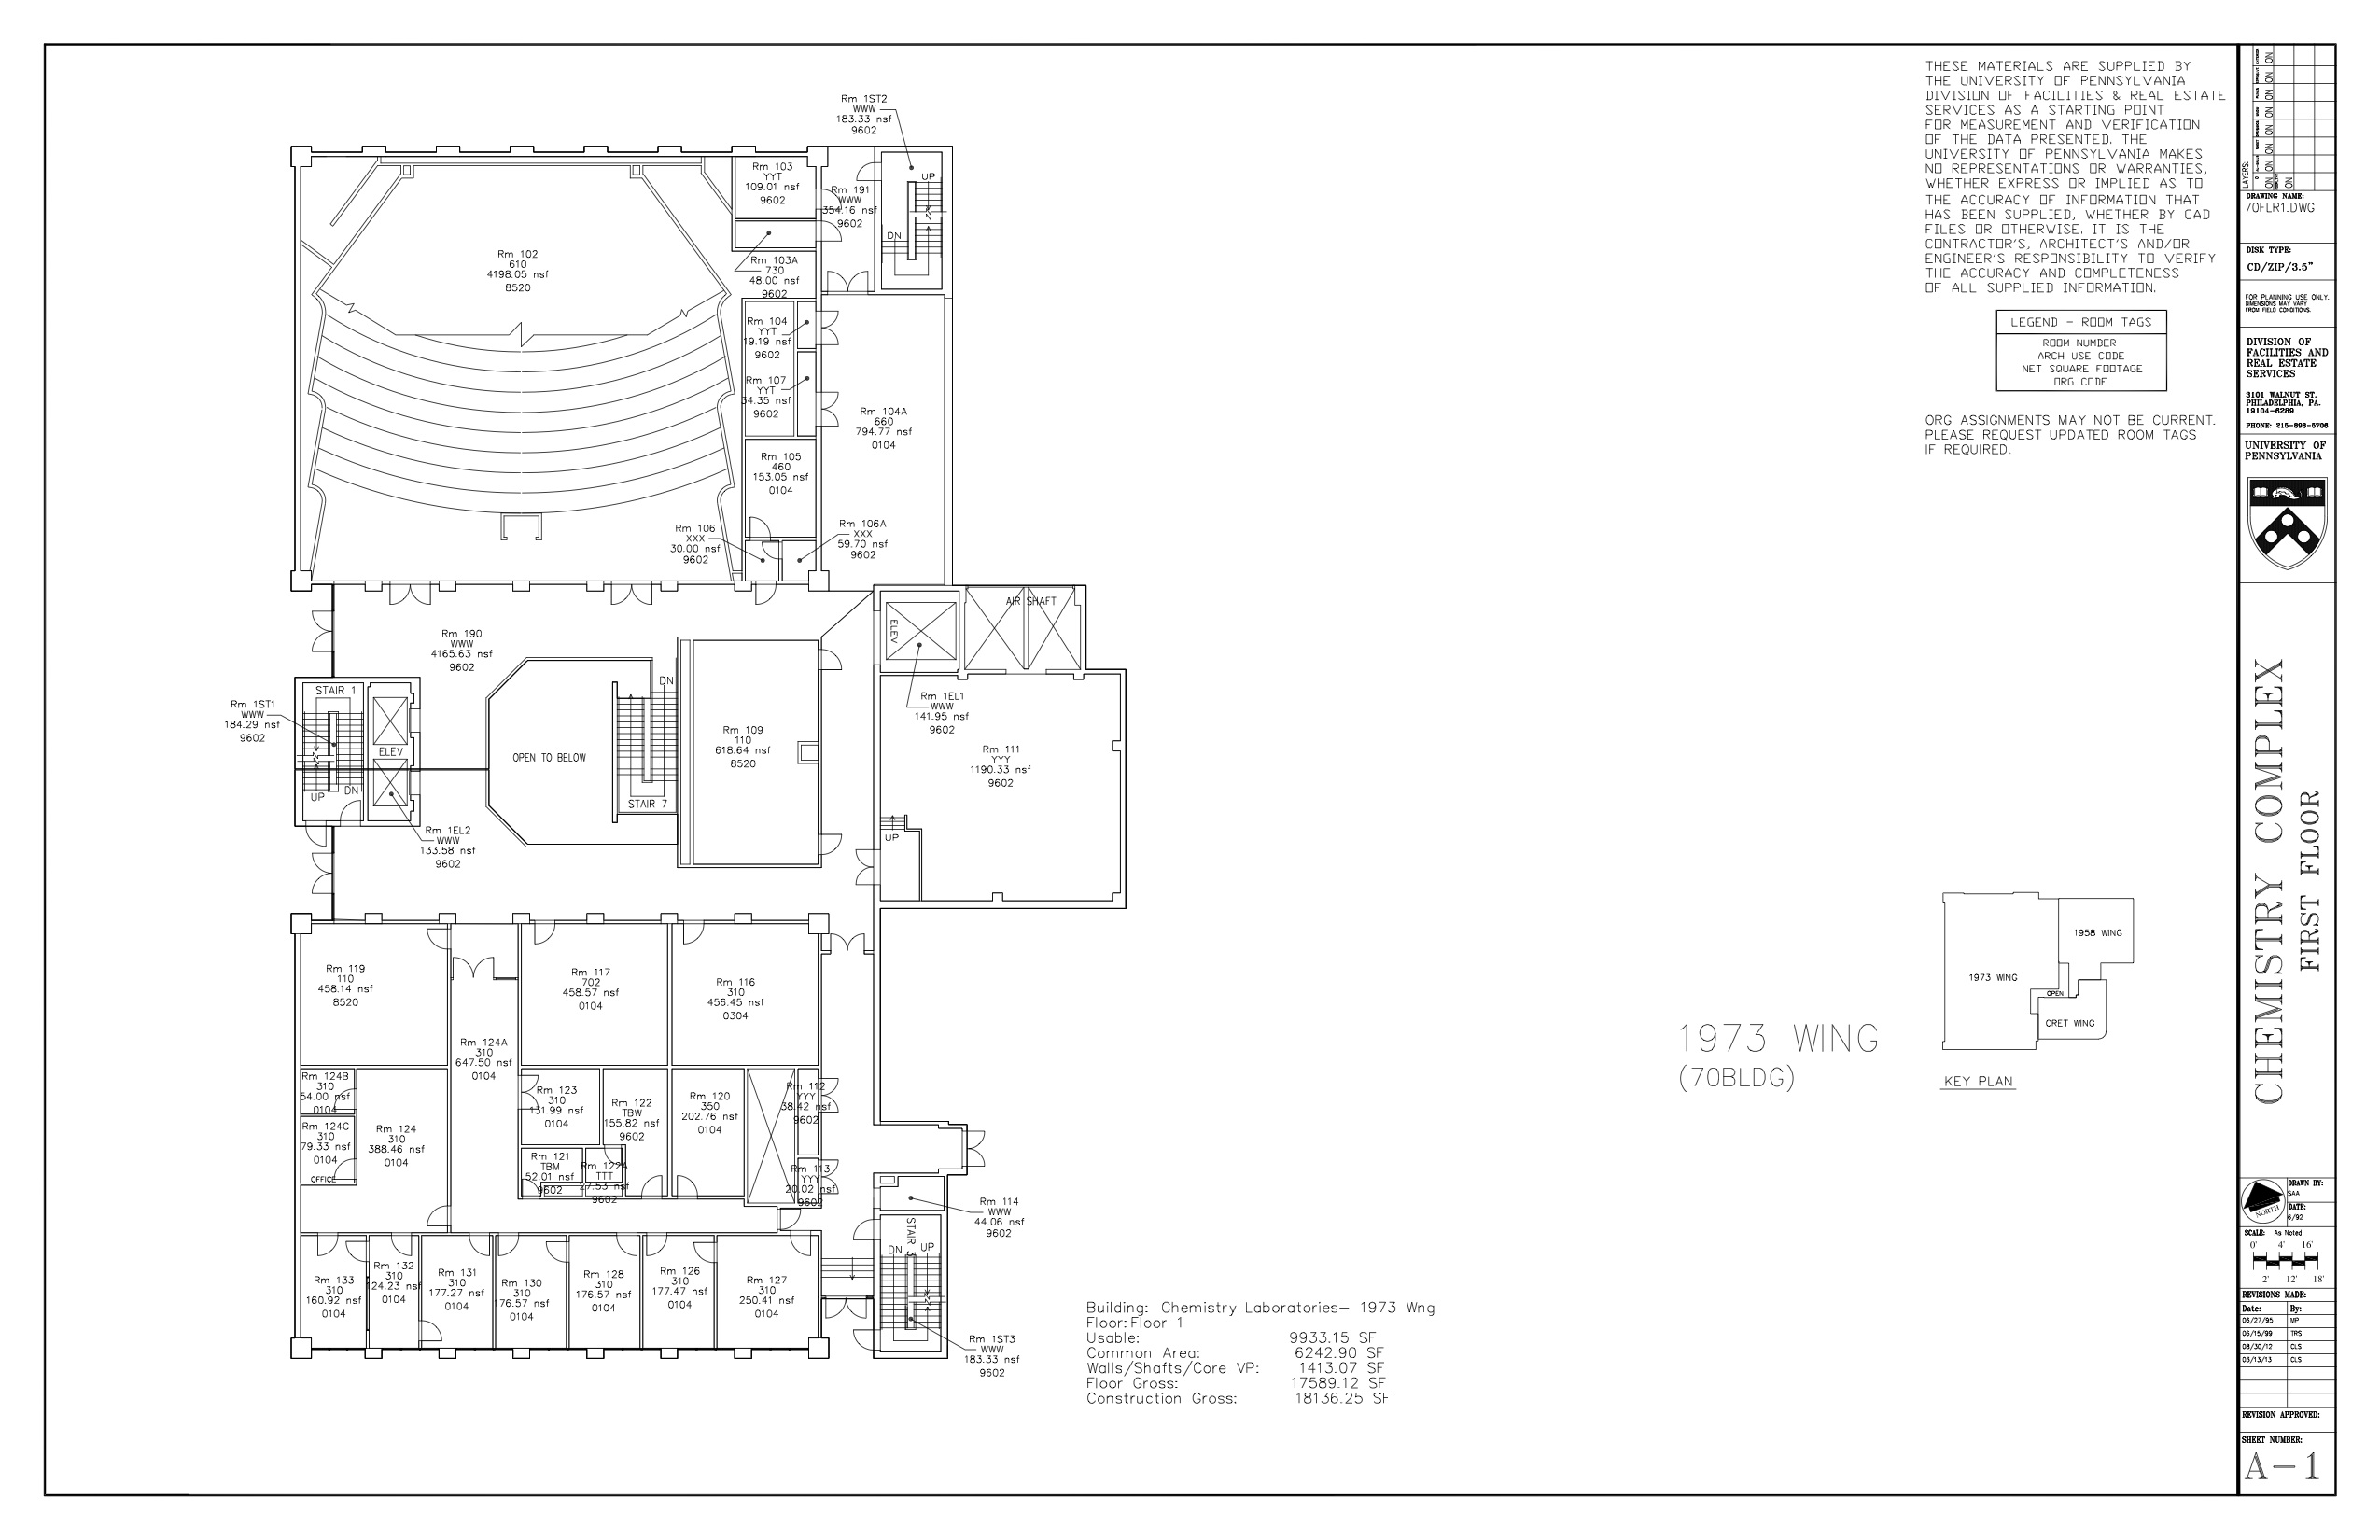 THESE MATERIALS ARE SUPPLIED BY
THE UNIVERSITY OF PENNSYLVANIA
DIVISION OF FACILITIES & REAL ESTATE
SERVICES AS A STARTING POINT
FOR MEASUREMENT AND VERIFICATION
OF THE DATA PRESENTED. THE
UNIVERSITY OF PENNSYLVANIA MAKES
NO REPRESENTATIONS OR WARRANTIES,
WHETHER EXPRESS OR IMPLIED AS TO
THE ACCURACY OF INFORMATION THAT
HAS BEEN SUPPLIED, WHETHER BY CAD
FILES OR OTHERWISE. IT IS THE
CONTRACTOR'S, ARCHITECT'S AND/OR
ENGINEER'S RESPONSIBILITY TO VERIFY
THE ACCURACY AND COMPLETENESS
OF ALL SUPPLIED INFORMATION.
LEGEND - ROOM TAGS
ROOM NUMBER
ARCH USE CODE
NET SQUARE FOOTAGE
ORG CODE
ORG ASSIGNMENTS MAY NOT BE CURRENT.
PLEASE REQUEST UPDATED ROOM TAGS
IF REQUIRED.
Rm 1ST2
WWW
183.33 nsf
9602
UP
DN
Rm 103
YYT
109.01 nsf
9602
Rm 191
WWW
354.16 nsf
9602
Rm 102
610
4198.05 nsf
8520
Rm 103A
730
48.00 nsf
9602
Rm 104
YYT
19.19 nsf
9602
Rm 107
YYT
34.35 nsf
9602
Rm 104A
660
794.77 nsf
0104
Rm 105
460
153.05 nsf
0104
Rm 106
XXX
30.00 nsf
9602
Rm 106A
XXX
59.70 nsf
9602
AIR SHAFT
ELEV
Rm 190
WWW
4165.63 nsf
9602
STAIR 1
Rm 1ST1
WWW
184.29 nsf
9602
ELEV
UP
DN
Rm 1EL2
WWW
133.58 nsf
9602
OPEN TO BELOW
DN
STAIR 7
Rm 109
110
618.64 nsf
8520
Rm 1EL1
WWW
141.95 nsf
9602
Rm 111
YYY
1190.33 nsf
9602
UP
Rm 119
110
458.14 nsf
8520
Rm 117
702
458.57 nsf
0104
Rm 116
310
456.45 nsf
0304
Rm 124A
310
647.50 nsf
0104
Rm 124B
310
54.00 nsf
0104
Rm 124C
310
79.33 nsf
0104
OFFICE
Rm 124
310
388.46 nsf
0104
Rm 123
310
131.99 nsf
0104
Rm 122
TBW
155.82 nsf
9602
Rm 120
350
202.76 nsf
0104
Rm 112
YYY
38.42 nsf
9602
Rm 121
TBM
52.01 nsf
9602
Rm 122A
TTT
27.53 nsf
9602
Rm 113
YYY
20.02 nsf
9602
Rm 114
WWW
44.06 nsf
9602
STAIR
DN
UP
Rm 133
310
160.92 nsf
0104
Rm 132
310
124.23 nsf
0104
Rm 131
310
177.27 nsf
0104
Rm 130
310
176.57 nsf
0104
Rm 128
310
176.57 nsf
0104
Rm 126
310
177.47 nsf
0104
Rm 127
310
250.41 nsf
0104
Rm 1ST3
WWW
183.33 nsf
9602
Building: Chemistry Laboratories- 1973 Wng
Floor:Floor 1
Usable: 9933.15 SF
Common Area: 6242.90 SF
Walls/Shafts/Core VP: 1413.07 SF
Floor Gross: 17589.12 SF
Construction Gross: 18136.25 SF
1973 WING
(70BLDG)
1958 WING
1973 WING
OPEN
CRET WING
KEY PLAN
LAYERS:
ON ON ON ON ON ON ON
ON
DRAWING NAME:
70FLR1.DWG
DISK TYPE:
CD/ZIP/3.5"
FOR PLANNING USE ONLY.
DIMENSIONS MAY VARY
FROM FIELD CONDITIONS.
DIVISION OF
FACILITIES AND
REAL ESTATE
SERVICES
3101 WALNUT ST.
PHILADELPHIA, PA.
19104-6289
PHONE: 215-898-5706
UNIVERSITY OF
PENNSYLVANIA
CHEMISTRY COMPLEX
FIRST FLOOR
NORTH
DRAWN BY:
SAA
DATE:
6/92
SCALE: As Noted
0' 4' 16'
2' 12' 18'
REVISIONS MADE:
Date: By:
06/27/95 MP
06/15/99 TRS
08/30/12 CLS
03/13/13 CLS
REVISION APPROVED:
SHEET NUMBER:
A-1